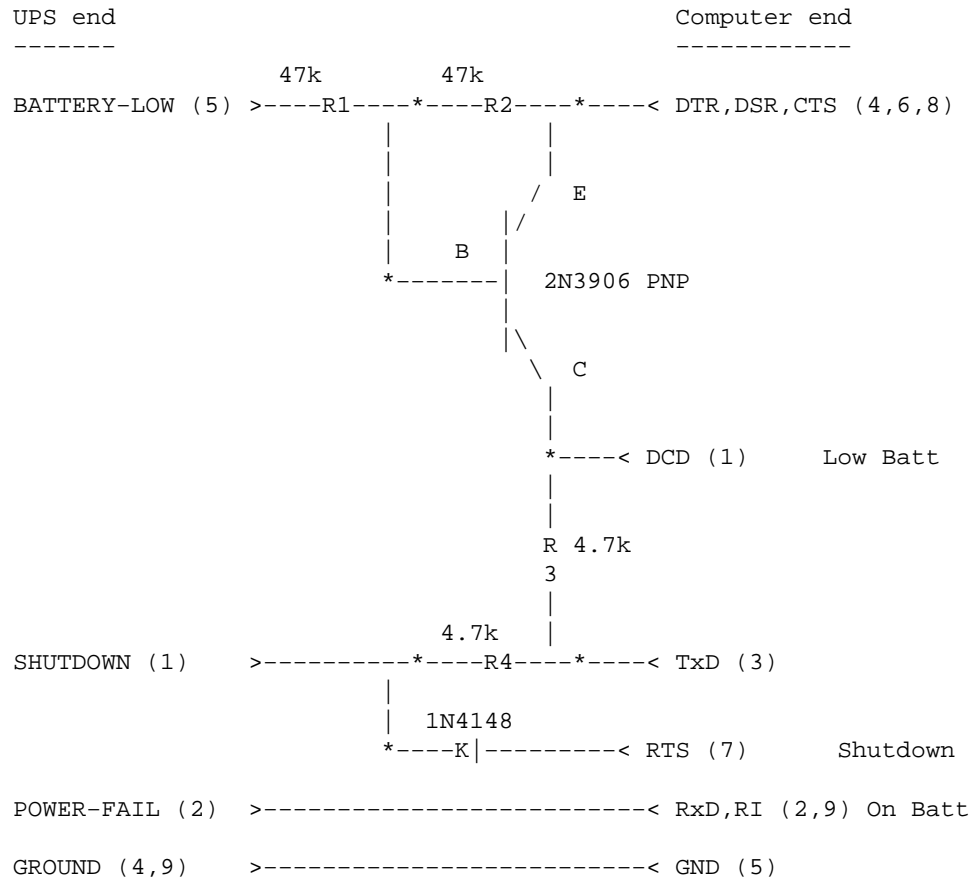 UPS end Computer end
------- ------------
47k 47k
BATTERY-LOW (5) >----R1----*----R2----*----< DTR,DSR,CTS (4,6,8)
| |
| |
| / E
| |/
| B |
*-------| 2N3906 PNP
|
|\
\ C
|
|
*----< DCD (1) Low Batt
|
|
R 4.7k
3
|
4.7k |
SHUTDOWN (1) >----------*----R4----*----< TxD (3)
|
| 1N4148
*----K|---------< RTS (7) Shutdown
POWER-FAIL (2) >--------------------------< RxD,RI (2,9) On Batt
GROUND (4,9) >--------------------------< GND (5)